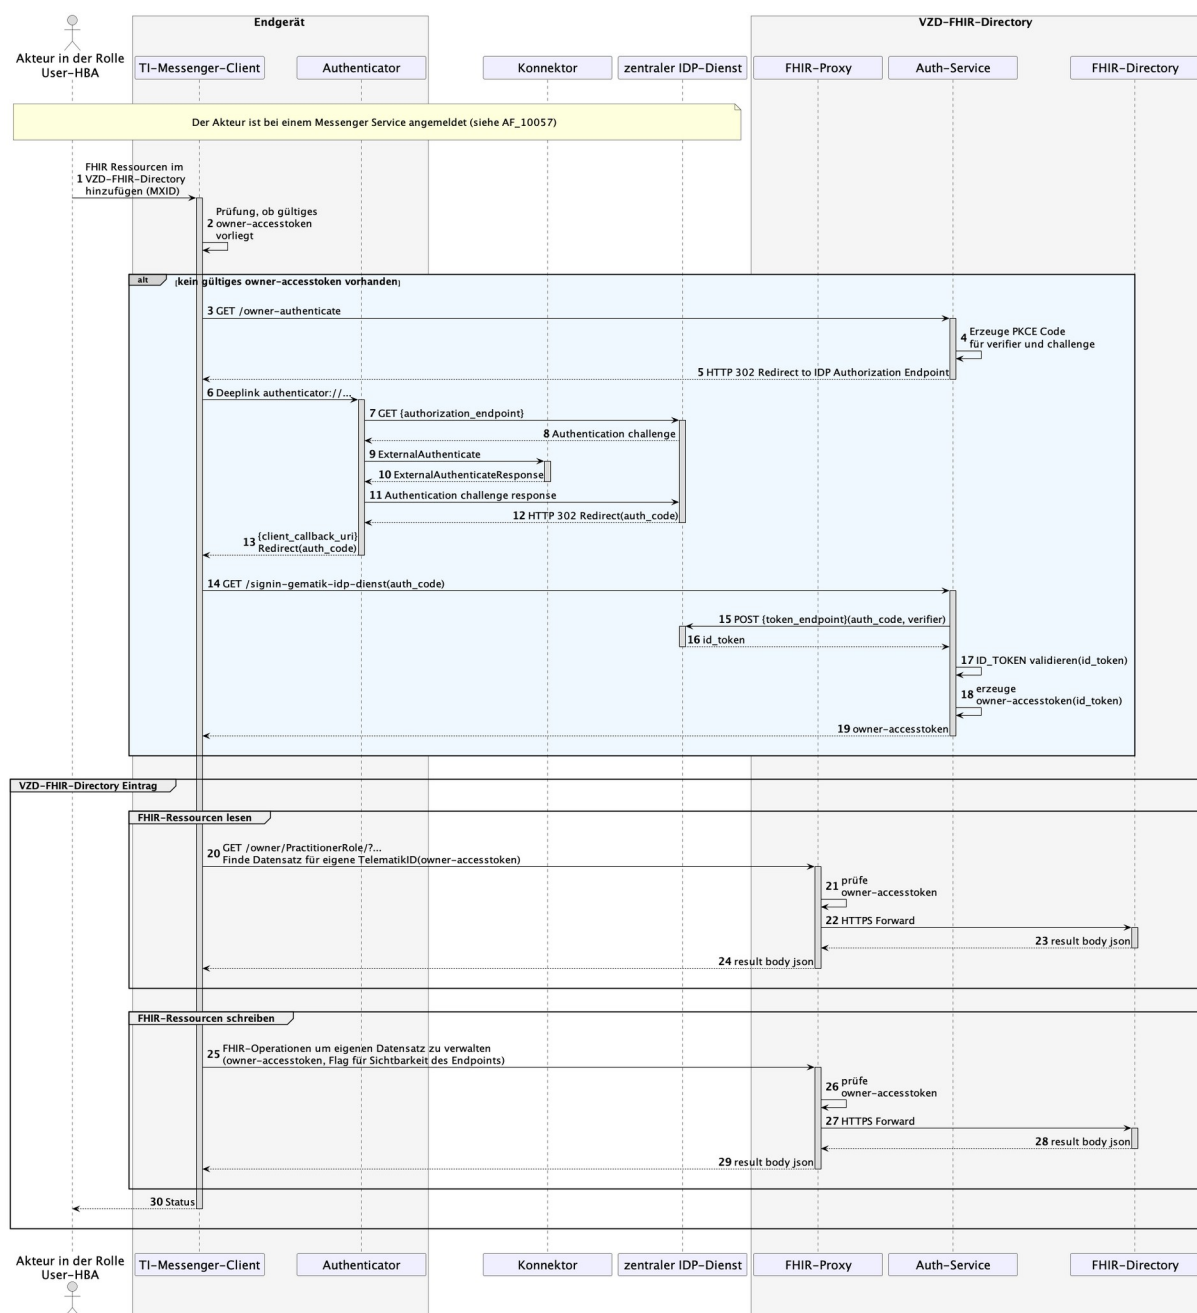 Endgerät
VZD-FHIR-Directory
Akteur in der Rolle
User-HBA
TI-Messenger-Client
Authenticator
Konnektor
zentraler IDP-Dienst
FHIR-Proxy
Auth-Service
FHIR-Directory
Der Akteur ist bei einem Messenger Service angemeldet (siehe AF_10057)
FHIR Ressourcen im
1 VZD-FHIR-Directory
hinzufügen (MXID)
Prüfung, ob gültiges
2 owner-accesstoken
vorliegt
alt [kein gültiges owner-accesstoken vorhanden]
3 GET /owner-authenticate
4 Erzeuge PKCE Code
für verifier und challenge
5 HTTP 302 Redirect to IDP Authorization Endpoint
6 Deeplink authenticator://...
7 GET {authorization_endpoint}
8 Authentication challenge
9 ExternalAuthenticate
10 ExternalAuthenticateResponse
11 Authentication challenge response
12 HTTP 302 Redirect(auth_code)
13 {client_callback_uri}
Redirect(auth_code)
14 GET /signin-gematik-idp-dienst(auth_code)
15 POST {token_endpoint}(auth_code, verifier)
16 id_token
17 ID_TOKEN validieren(id_token)
18 erzeuge
owner-accesstoken(id_token)
19 owner-accesstoken
VZD-FHIR-Directory Eintrag
FHIR-Ressourcen lesen
20 GET /owner/PractitionerRole/?...
Finde Datensatz für eigene TelematikID(owner-accesstoken)
21 prüfe
owner-accesstoken
22 HTTPS Forward
23 result body json
24 result body json
FHIR-Ressourcen schreiben
25 FHIR-Operationen um eigenen Datensatz zu verwalten
(owner-accesstoken, Flag für Sichtbarkeit des Endpoints)
26 prüfe
owner-accesstoken
27 HTTPS Forward
28 result body json
29 result body json
30 Status
Akteur in der Rolle
User-HBA
TI-Messenger-Client
Authenticator
Konnektor
zentraler IDP-Dienst
FHIR-Proxy
Auth-Service
FHIR-Directory